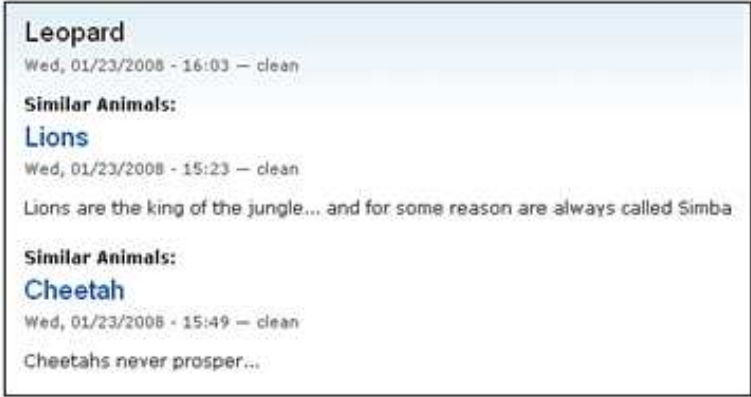 Leopard
Wed, 01/23/2008 - 16:03 — clean
Similar Animals:
Lions
Wed, 01/23/2008 - 15:23 — clean
Lions are the king of the jungle... and for some reason are always called Simba
Similar Animals:
Cheetah
Wed, 01/23/2008 - 15:49 — clean
Cheetahs never prosper...